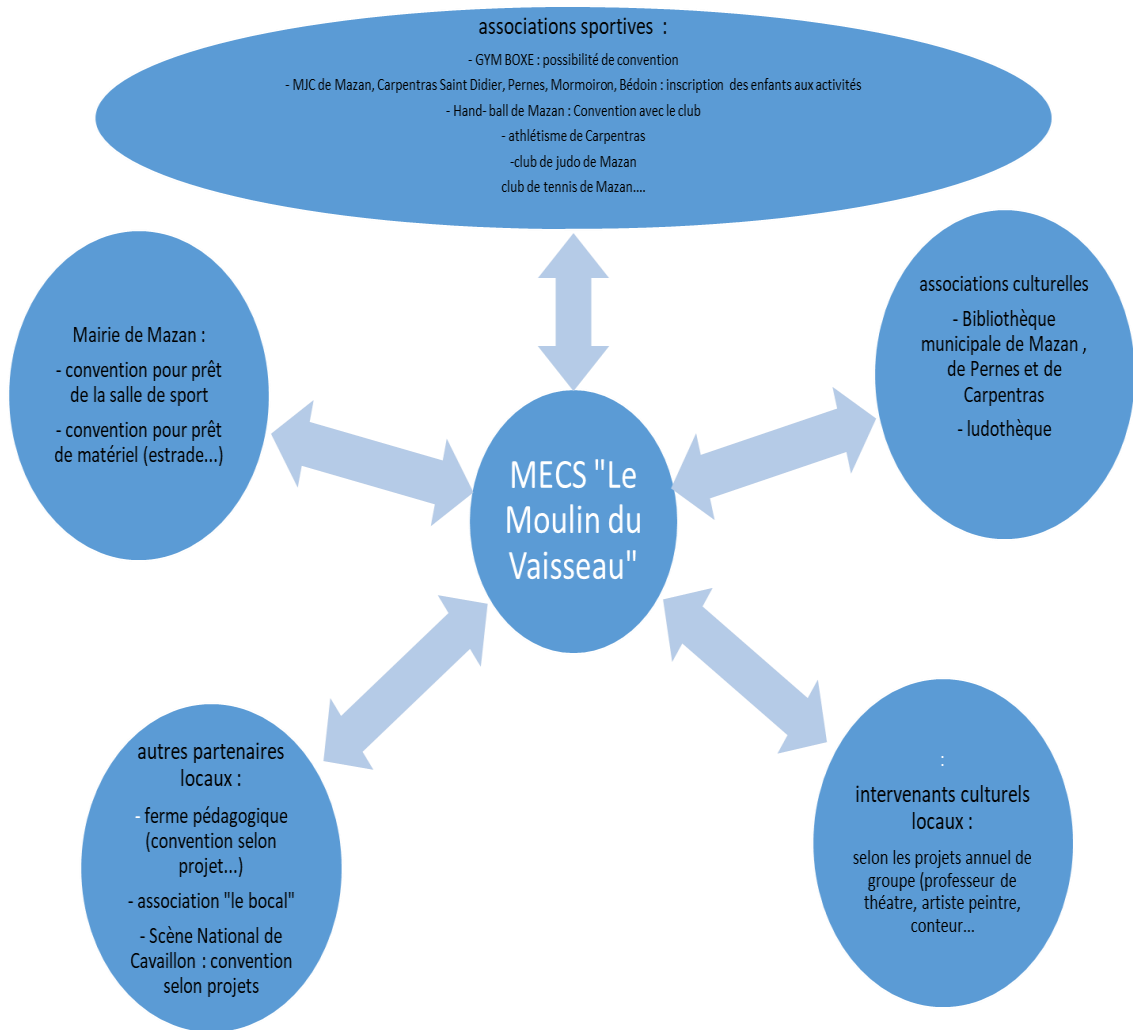 associations sportives :
- GYM BOXE : possibilité de convention
- MJC de Mazan, Carpentras Saint Didier, Pernes, Mormoiron, Bédoin : inscription des enfants aux activités
- Hand- ball de Mazan : Convention avec le club
- athlétisme de Carpentras
-club de judo de Mazan
club de tennis de Mazan....
Mairie de Mazan :
- convention pour prêt
de la salle de sport
- convention pour prêt
de matériel (estrade...)
associations culturelles
- Bibliothèque
municipale de Mazan ,
de Pernes et de
Carpentras
- ludothèque
MECS "Le
Moulin du
Vaisseau"
autres partenaires
locaux :
- ferme pédagogique
(convention selon
projet...)
- association "le bocal"
- Scène National de
Cavaillon : convention
selon projets
:
intervenants culturels
locaux :
selon les projets annuel de
groupe (professeur de
théatre, artiste peintre,
conteur...